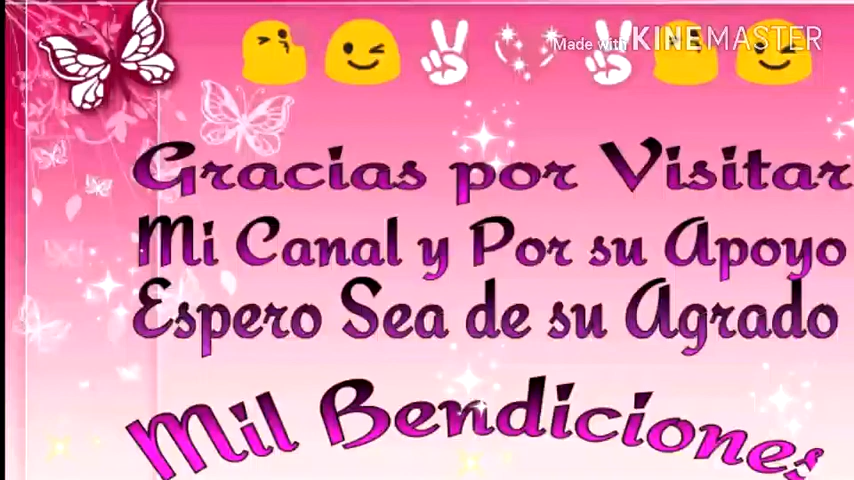 Made with KINEMASTER
Gracias por Visitar
Mi Canal y Por su Apoyo
Espero Sea de su Agrado
Mil Bendiciones